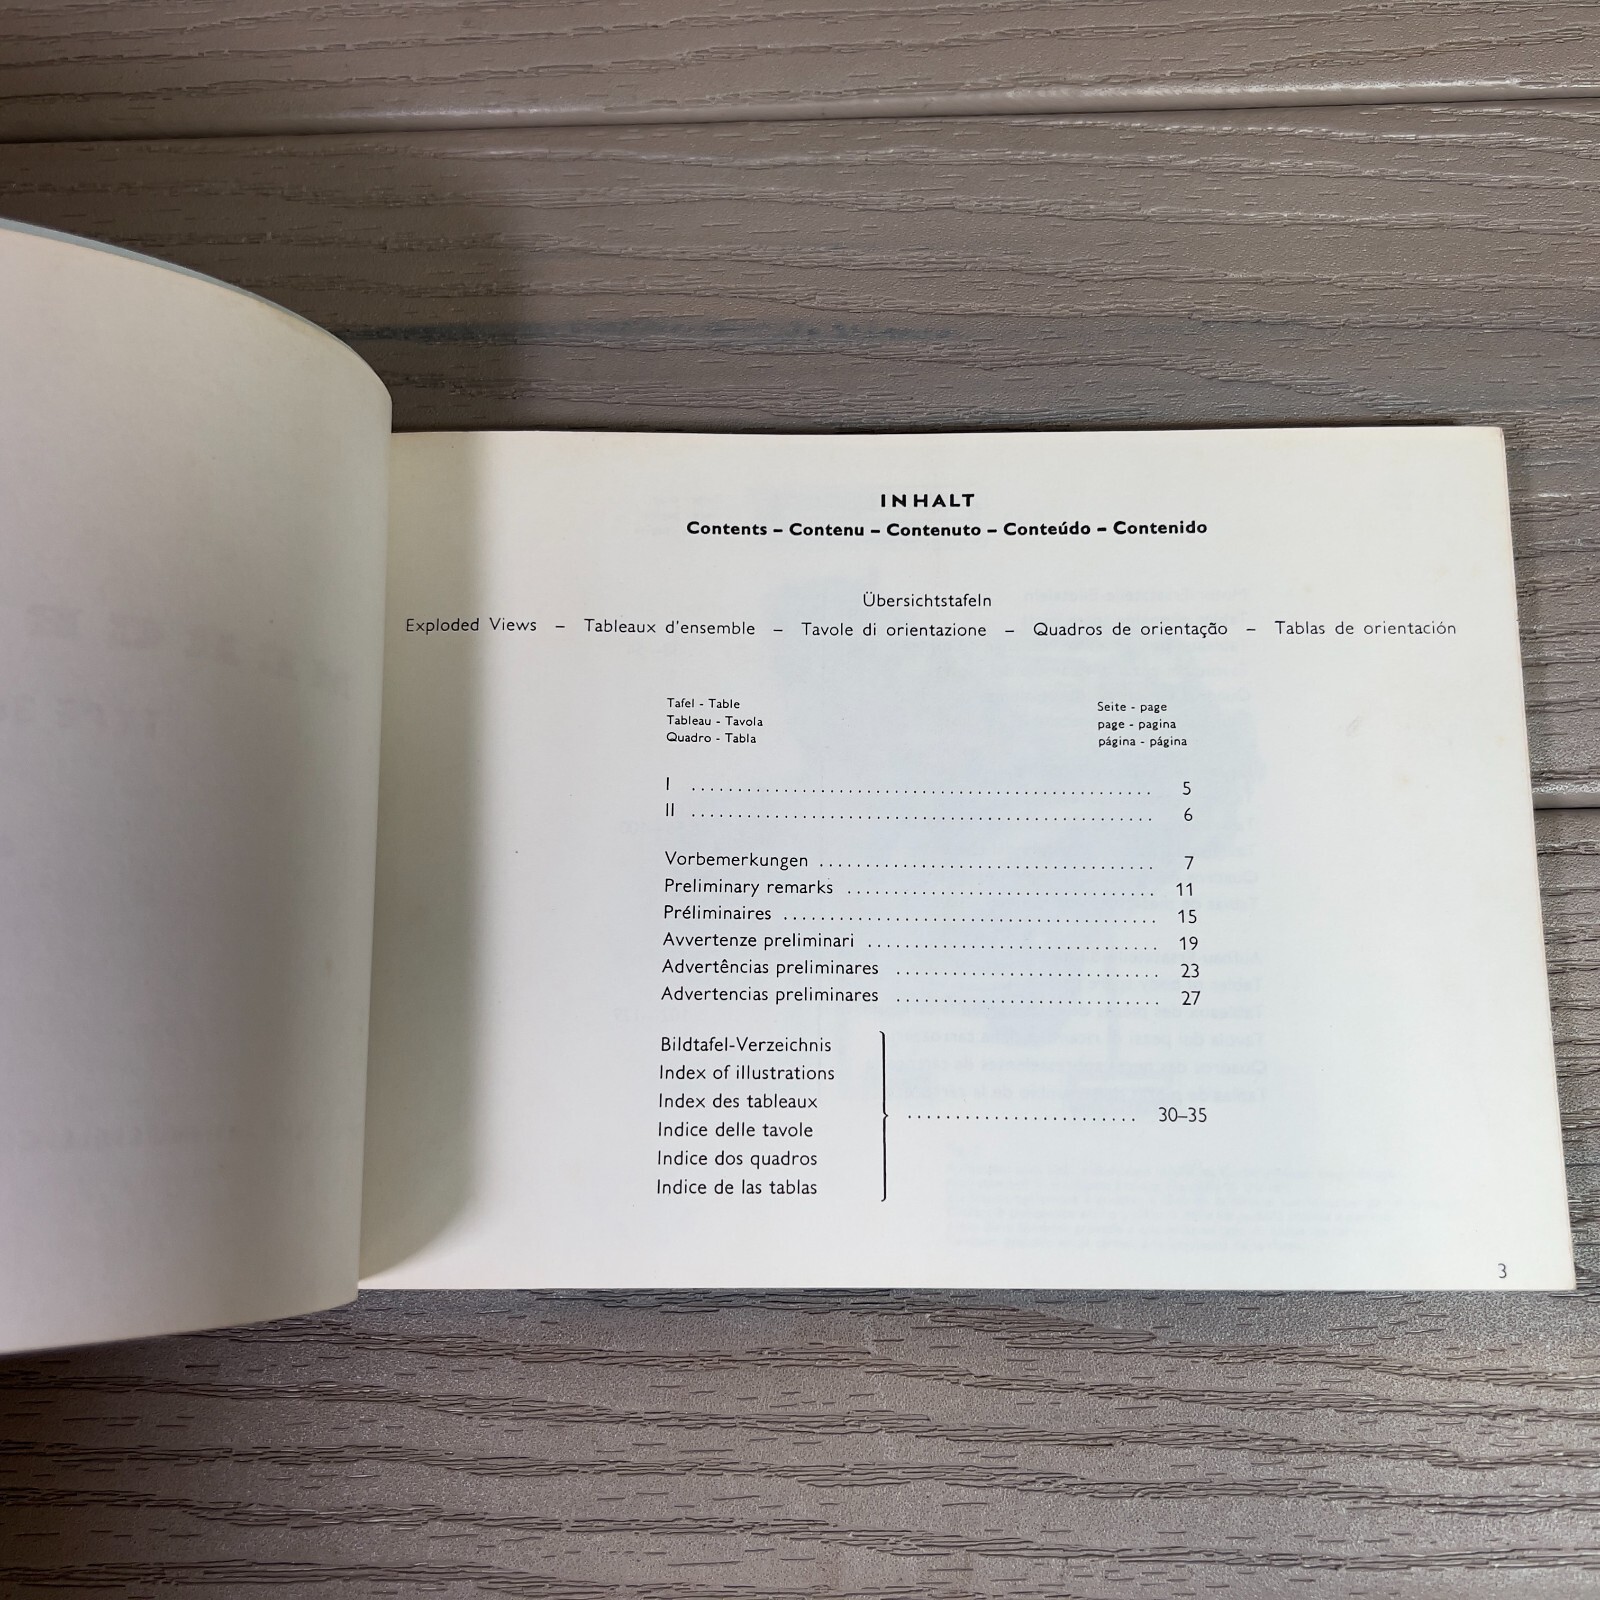 INHALT
Contents – Contenu – Contenuto – Conteúdo – Contenido
Übersichtstafeln
Exploded Views – Tableaux d'ensemble – Tavole di orientazione – Quadros de orientação – Tablas de orientación
Tafel - Table
Tableau - Tavola
Quadro - Tabla
Seite - page
page - pagina
página - página
I .................................................. 5
II .................................................. 6
Vorbemerkungen .................................... 7
Preliminary remarks ................................. 11
Préliminaires ........................................ 15
Avvertenze preliminari ............................... 19
Advertências preliminares ............................ 23
Advertencias preliminares ............................ 27
Bildtafel-Verzeichnis
Index of illustrations
Index des tableaux
Indice delle tavole
Indice dos quadros
Indice de las tablas
......................... 30–35
3